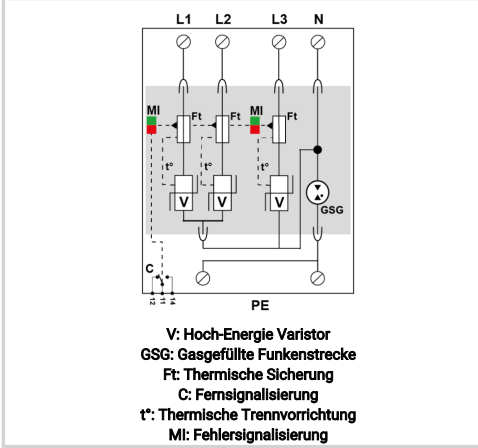 L1 L2 L3 N
MI Ft Ft MI Ft
t° t° t°
V V V GSG
C
12 11 14
PE
V: Hoch-Energie Varistor
GSG: Gasgefüllte Funkenstrecke
Ft: Thermische Sicherung
C: Fernsignalisierung
t°: Thermische Trennvorrichtung
MI: Fehlersignalisierung